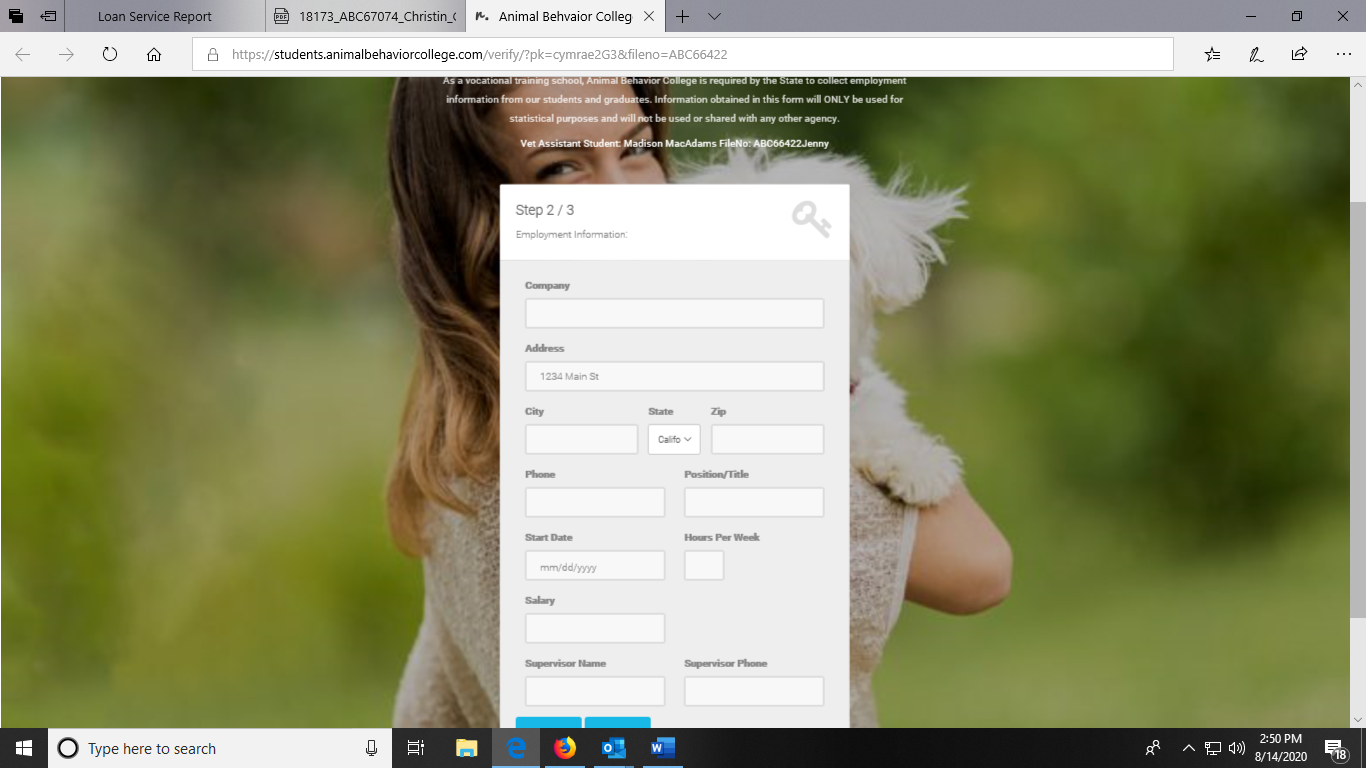 Loan Service Report
18173_ABC67074_Christin_C
Animal Behvaior Colleg
https://students.animalbehaviorcollege.com/verify/?pk=cymrae2G3&fileno=ABC66422
As a vocational training school, Animal Behavior College is required by the State to collect employment
information from our students and graduates. Information obtained in this form will ONLY be used for
statistical purposes and will not be used or shared with any other agency.
Vet Assistant Student: Madison MacAdams FileNo: ABC66422Jenny
Step 2 / 3
Employment Information:
Company
Address
1234 Main St
City State Zip
Califo
Phone Position/Title
Start Date Hours Per Week
mm/dd/yyyy
Salary
Supervisor Name Supervisor Phone
Type here to search
2:50 PM
8/14/2020
18